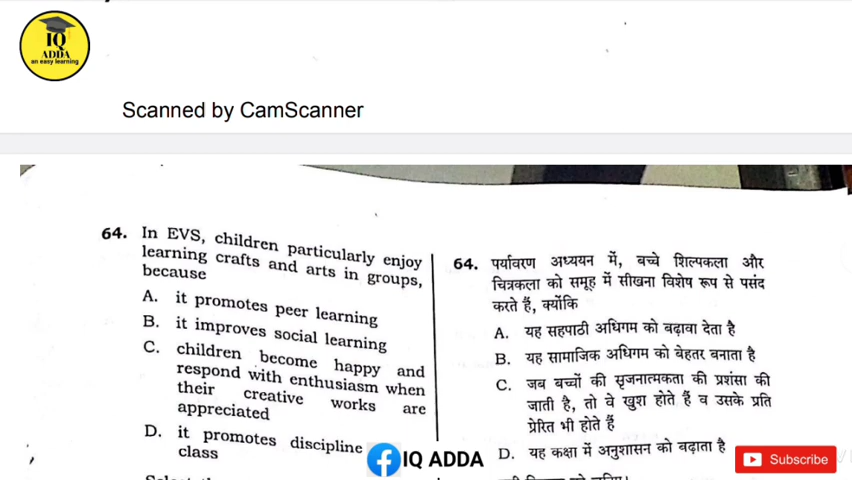 IQ
ADDA
an easy learning
Scanned by CamScanner
64. In EVS, children particularly enjoy
learning crafts and arts in groups,
because
A. it promotes peer learning
B. it improves social learning
C. children become happy and
respond with enthusiasm when
their creative works are
appreciated
D. it promotes discipline
class
64. पर्यावरण अध्ययन में, बच्चे शिल्पकला और
चित्रकला को समूह में सीखना विशेष रूप से पसंद
करते हैं, क्योंकि
A. यह सहपाठी अधिगम को बढ़ावा देता है
B. यह सामाजिक अधिगम को बेहतर बनाता है
C. जब बच्चों की सृजनात्मकता की प्रशंसा की
जाती है, तो वे खुश होते हैं व उसके प्रति
प्रेरित भी होते हैं
D. यह कक्षा में अनुशासन को बढ़ाता है
IQ ADDA
Subscribe